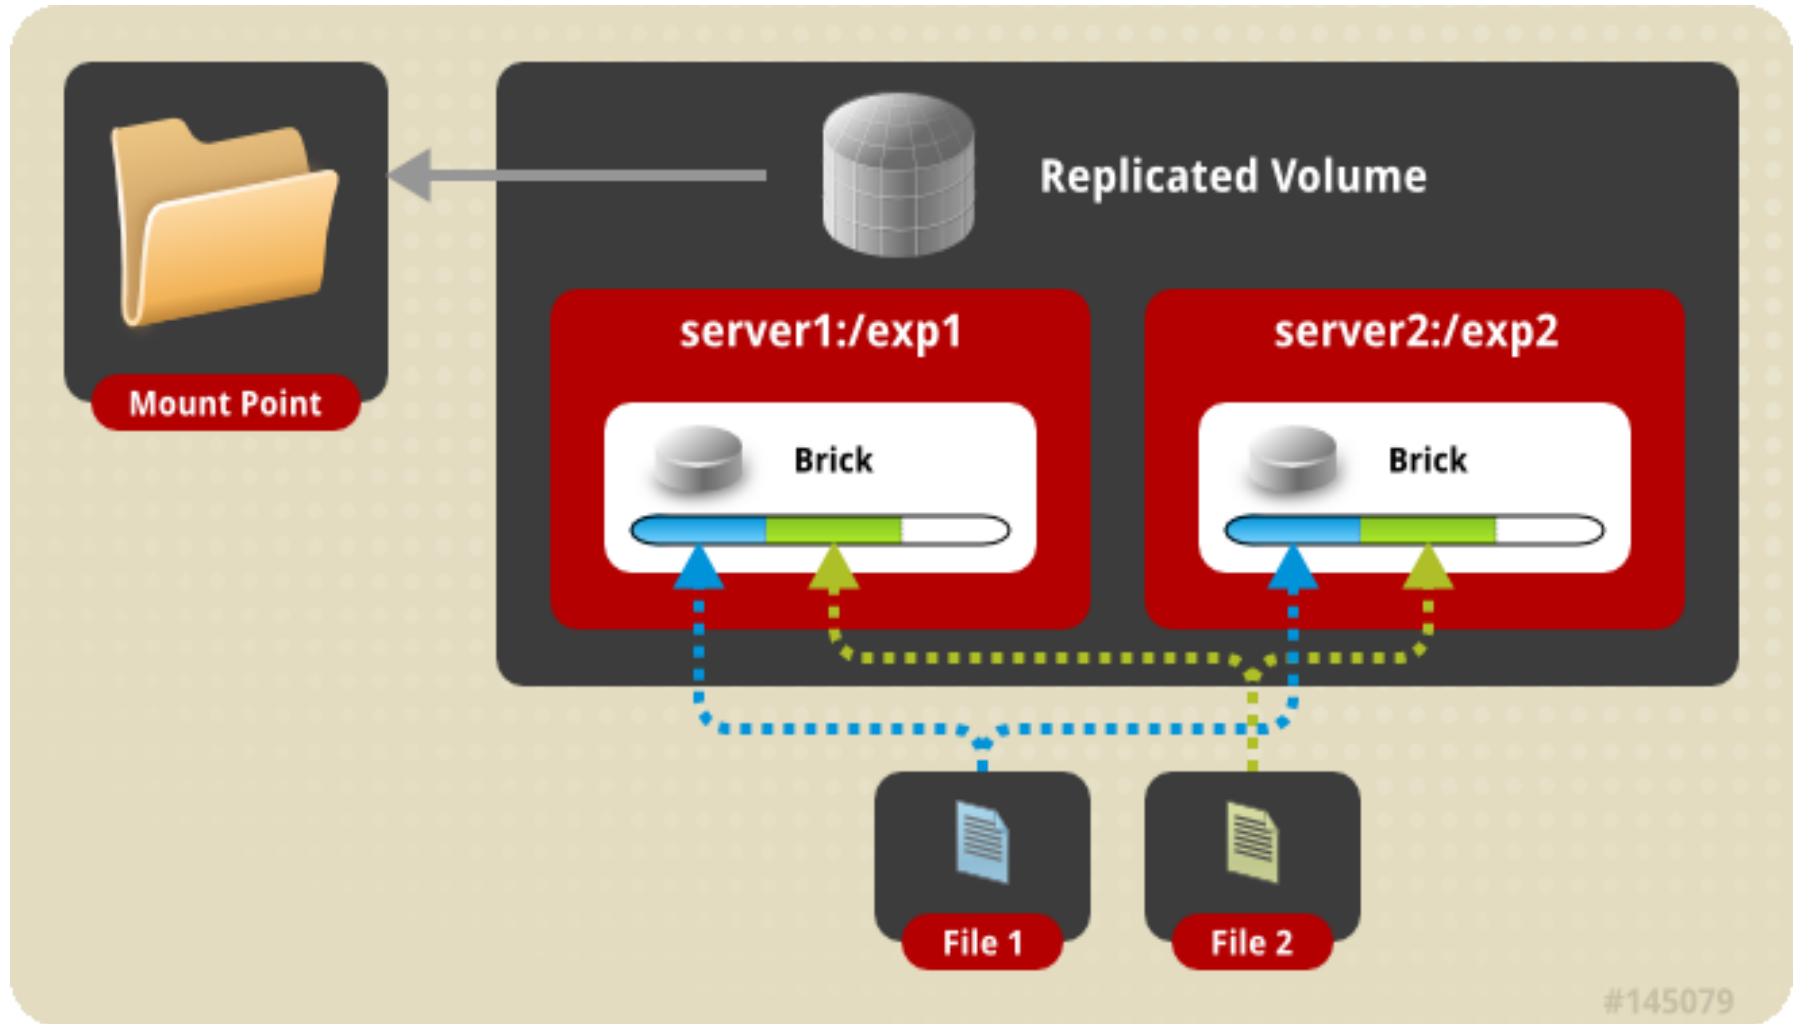 Replicated Volume
Mount Point
server1:/exp1
server2:/exp2
Brick
Brick
File 1
File 2
#145079